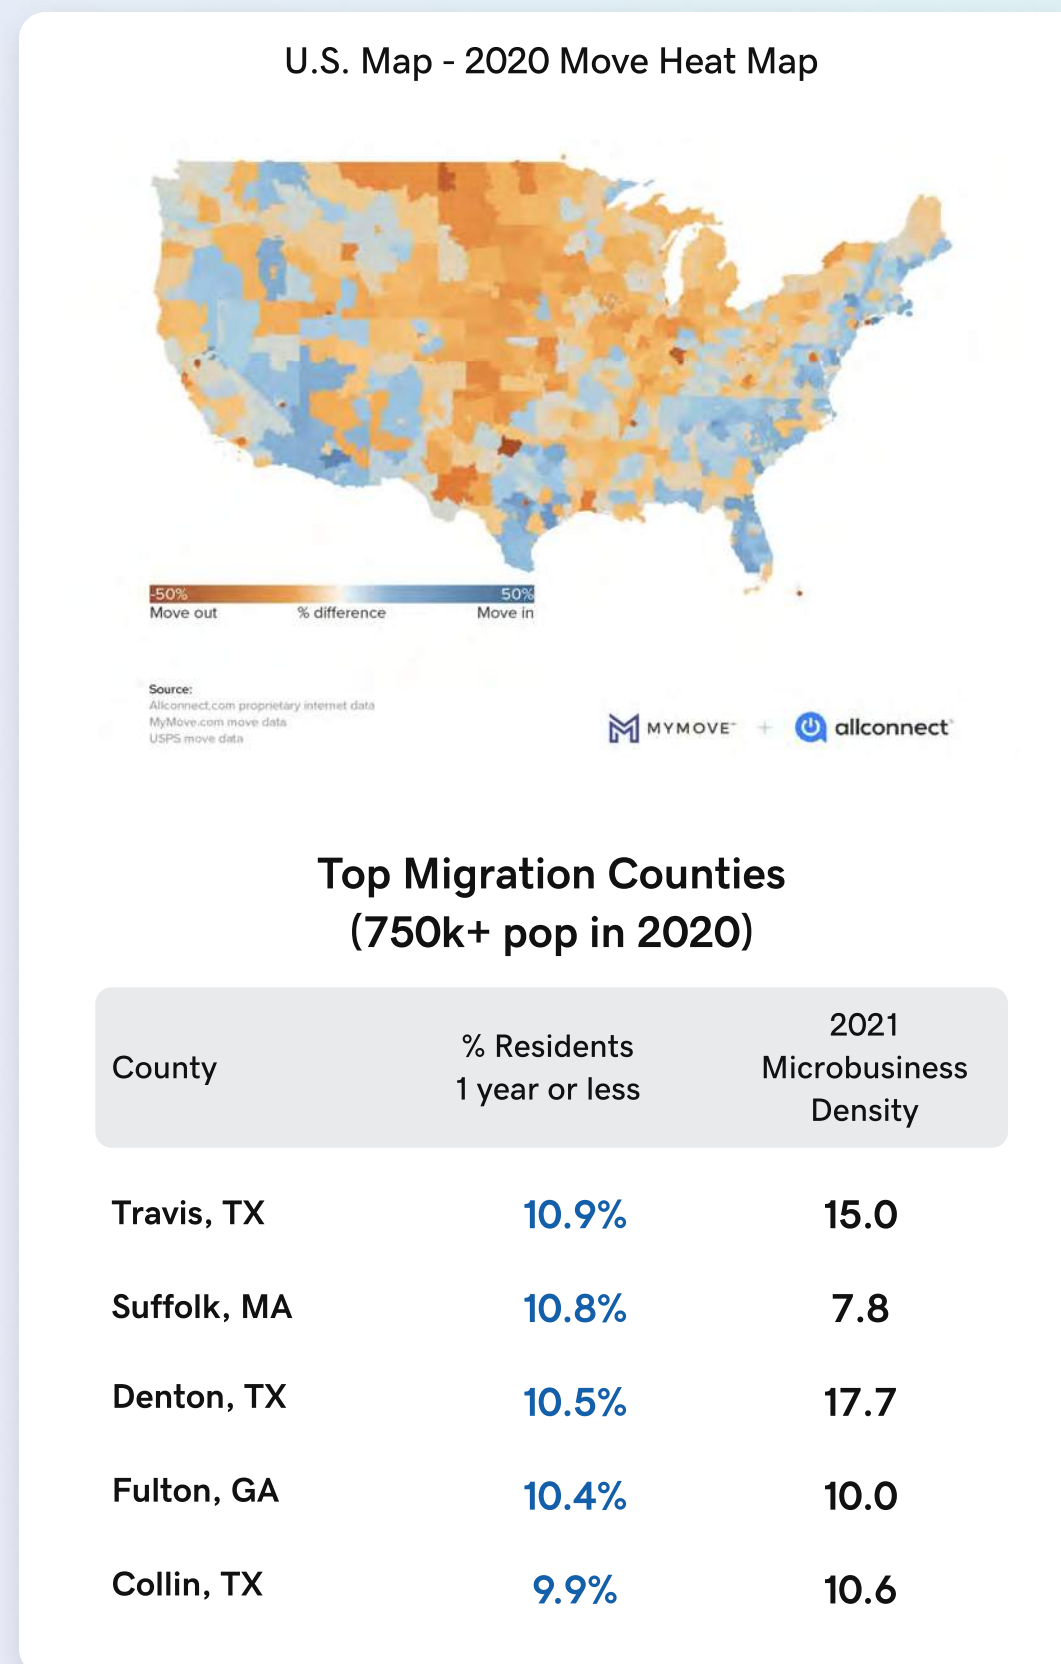 U.S. Map - 2020 Move Heat Map
-50%
50%
Move out
% difference
Move in
Source:
Allconnect.com proprietary internet data
MyMove.com move data
USPS move data
MYMOVE
+
allconnect
Top Migration Counties
(750k+ pop in 2020)
County
% Residents
1 year or less
2021
Microbusiness
Density
Travis, TX 10.9% 15.0
Suffolk, MA 10.8% 7.8
Denton, TX 10.5% 17.7
Fulton, GA 10.4% 10.0
Collin, TX 9.9% 10.6